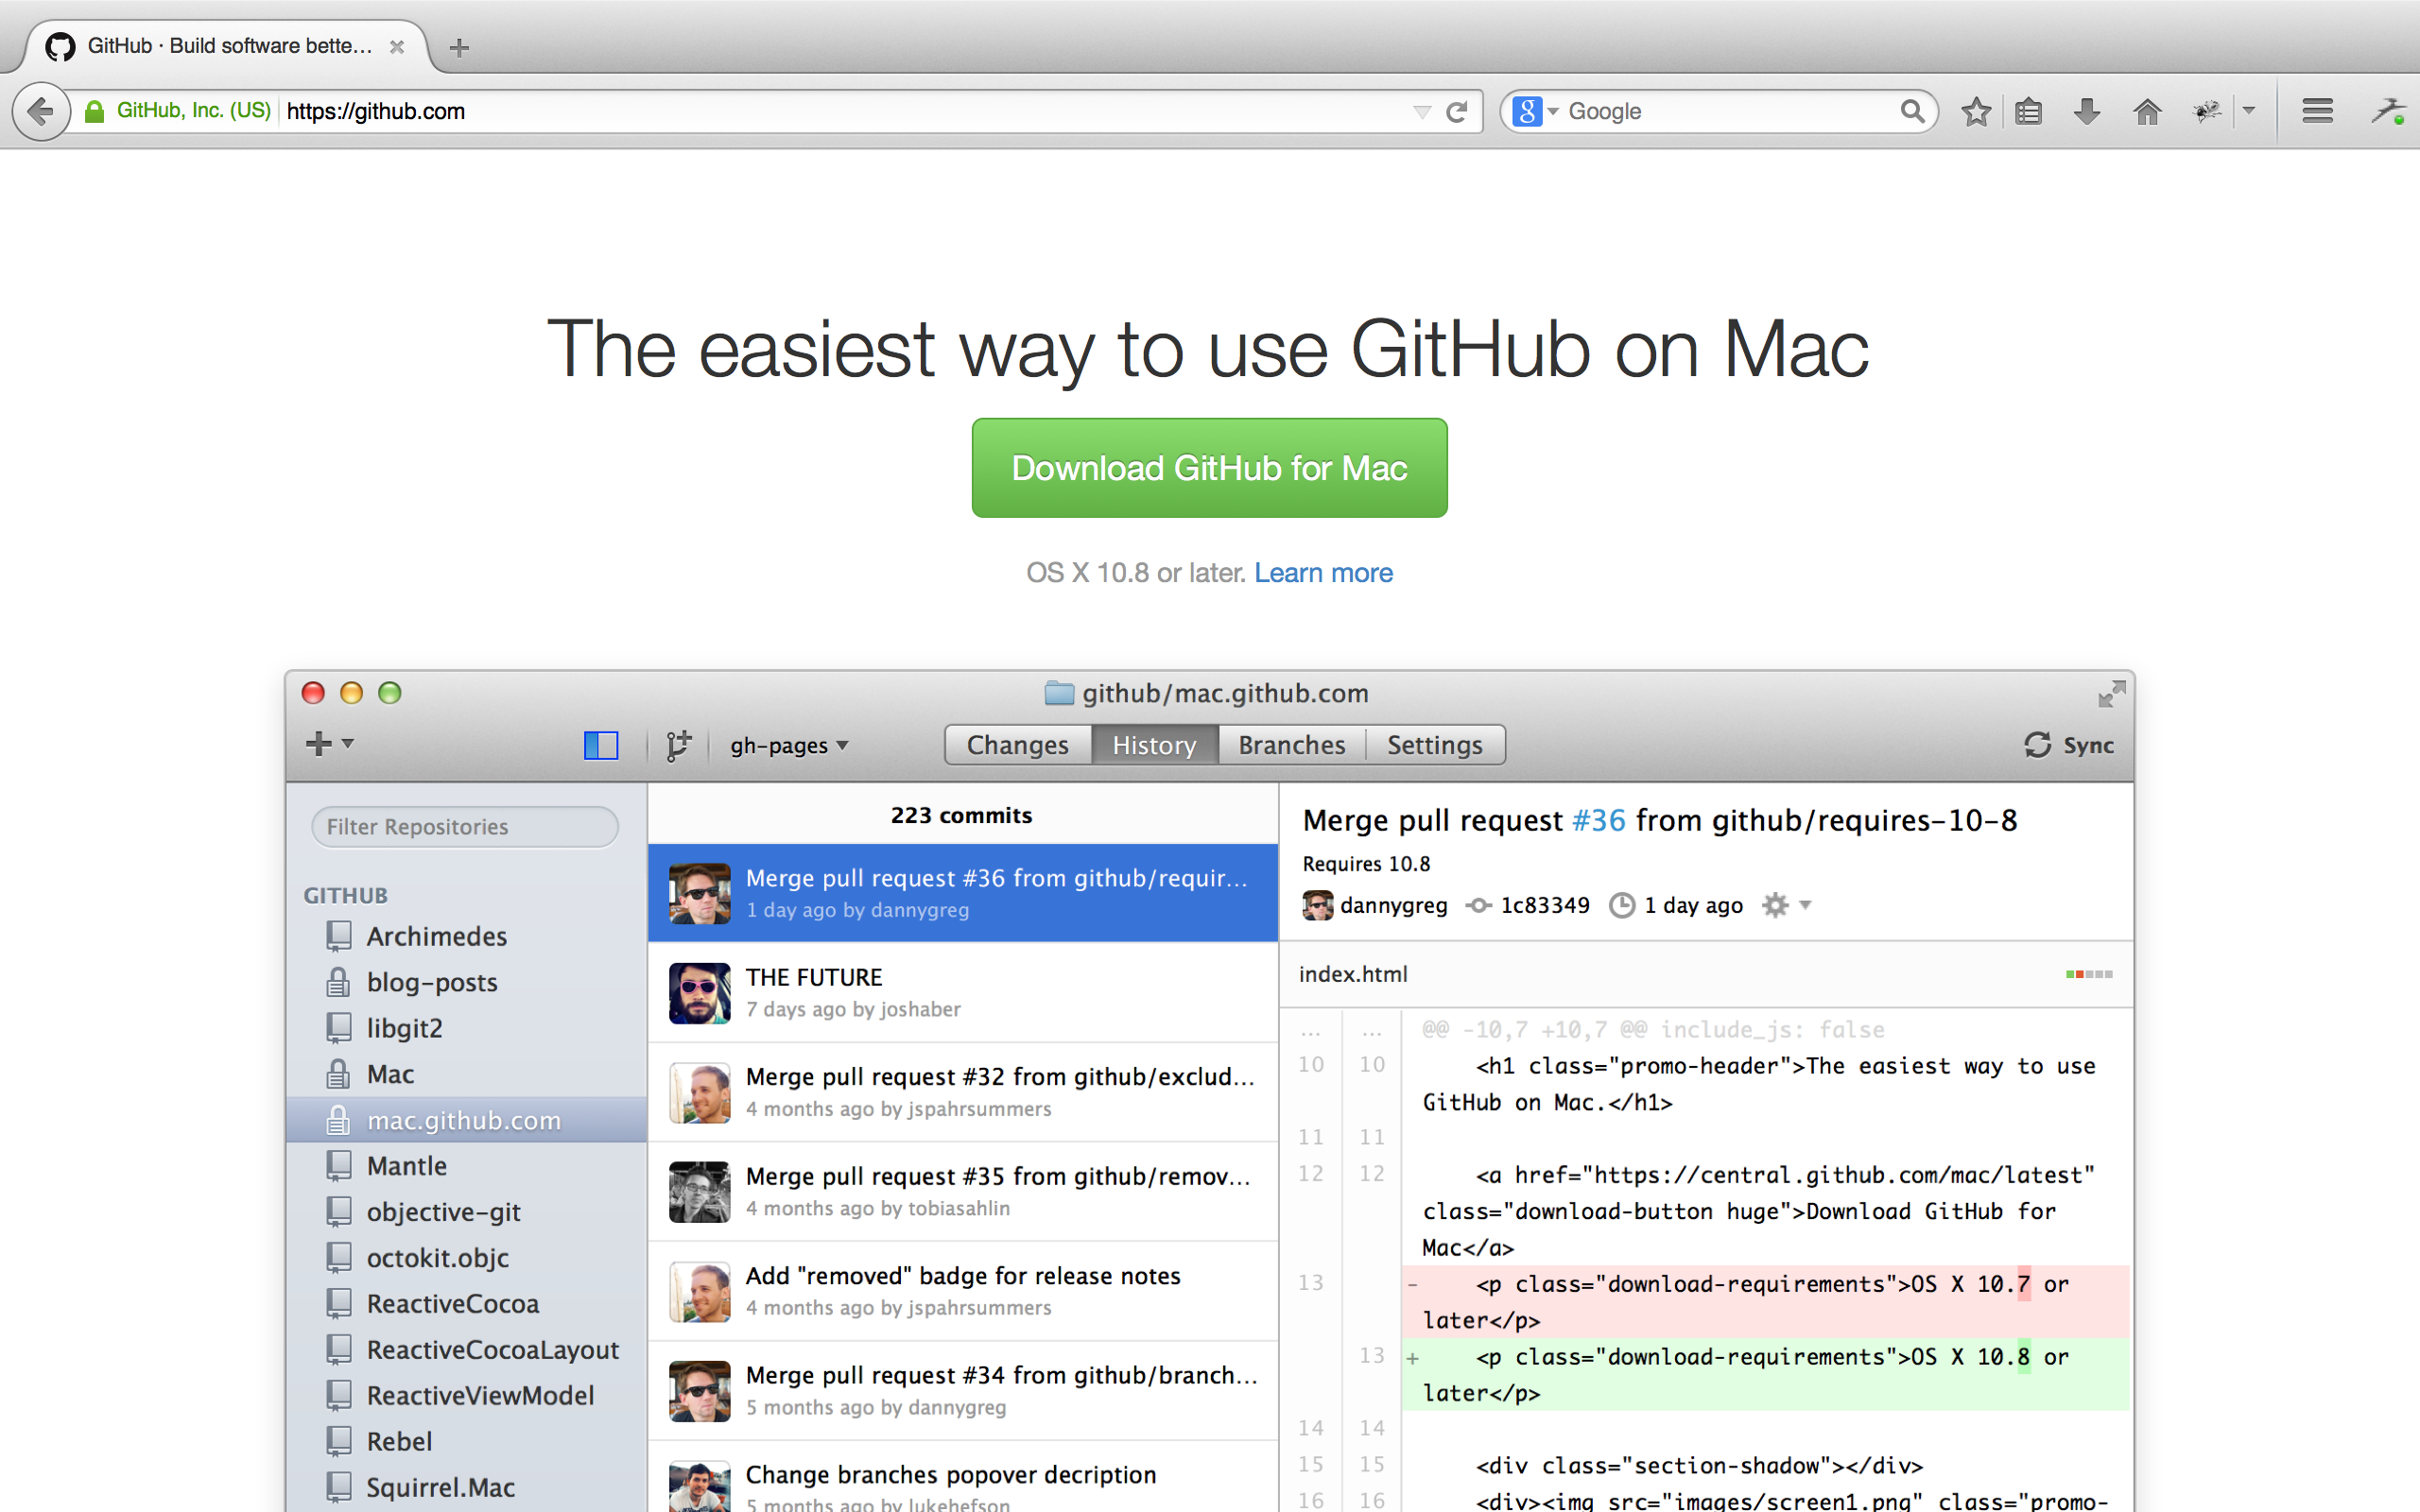 GitHub · Build software bette...
GitHub, Inc. (US)
https://github.com
Google
The easiest way to use GitHub on Mac
Download GitHub for Mac
OS X 10.8 or later. Learn more
github/mac.github.com
gh-pages
Changes
History
Branches
Settings
Sync
Filter Repositories
GITHUB
Archimedes
blog-posts
libgit2
Mac
mac.github.com
Mantle
objective-git
octokit.objc
ReactiveCocoa
ReactiveCocoaLayout
ReactiveViewModel
Rebel
Squirrel.Mac
223 commits
Merge pull request #36 from github/requir...
1 day ago by dannygreg
THE FUTURE
7 days ago by joshaber
Merge pull request #32 from github/exclud...
4 months ago by jspahrsummers
Merge pull request #35 from github/remov...
4 months ago by tobiasahlin
Add "removed" badge for release notes
4 months ago by jspahrsummers
Merge pull request #34 from github/branch...
5 months ago by dannygreg
Change branches popover decription
5 months ago by lukehefson
Merge pull request #36 from github/requires-10-8
Requires 10.8
dannygreg 1c83349 1 day ago
index.html
... ... @@ -10,7 +10,7 @@ include_js: false
10 10 <h1 class="promo-header">The easiest way to use
GitHub on Mac.</h1>
11 11
12 12 <a href="https://central.github.com/mac/latest"
class="download-button huge">Download GitHub for
Mac</a>
13 - <p class="download-requirements">OS X 10.7 or
later</p>
13 + <p class="download-requirements">OS X 10.8 or
later</p>
14 14
15 15 <div class="section-shadow"></div>
16 16 <div><img src="images/screen1.png" class="promo-